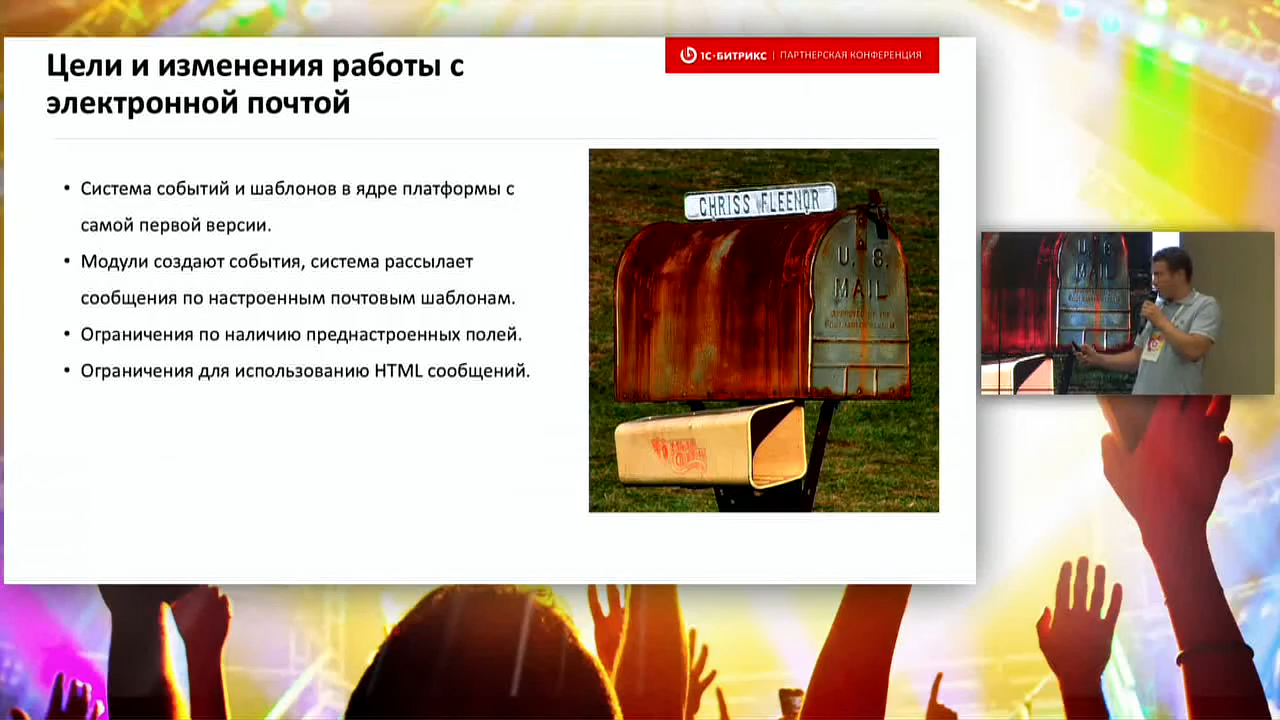 Цели и изменения работы с
электронной почтой
1С-БИТРИКС | ПАРТНЕРСКАЯ КОНФЕРЕНЦИЯ
• Система событий и шаблонов в ядре платформы с
самой первой версии.
• Модули создают события, система рассылает
сообщения по настроенным почтовым шаблонам.
• Ограничения по наличию преднастроенных полей.
• Ограничения для использованию HTML сообщений.
CHRISS FLEENOR
U. S.
MAIL
U. S.
MAIL